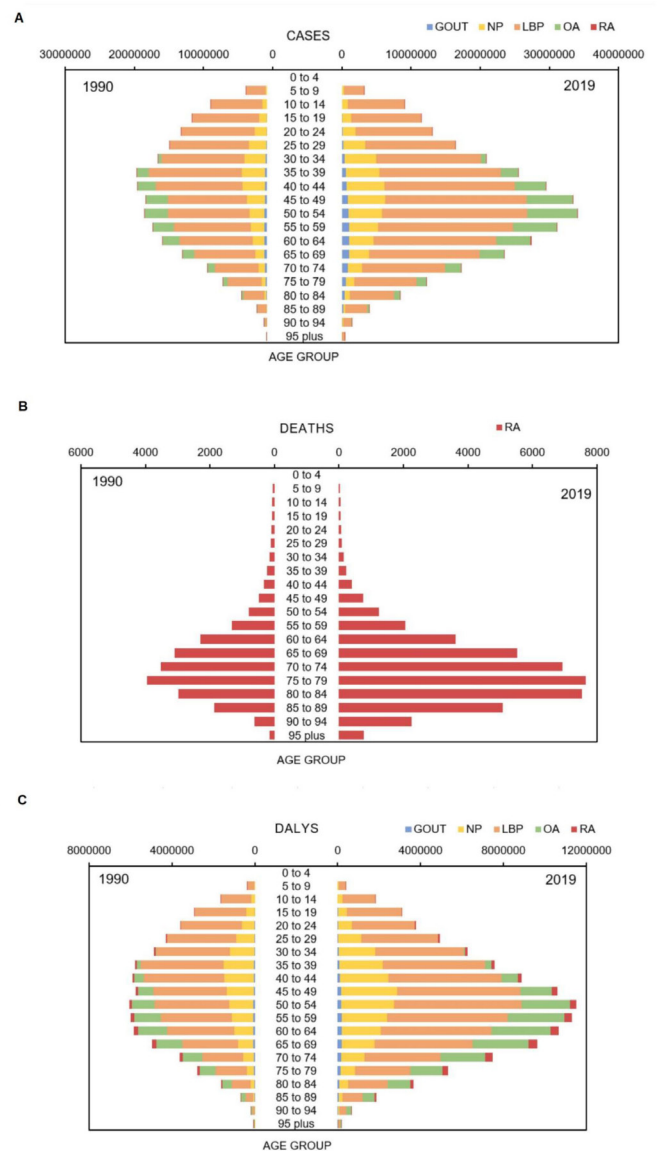 A
CASES
GOUT NP LBP OA RA
30000000 20000000 10000000 0 0 10000000 20000000 30000000 40000000
1990 2019
0 to 4
5 to 9
10 to 14
15 to 19
20 to 24
25 to 29
30 to 34
35 to 39
40 to 44
45 to 49
50 to 54
55 to 59
60 to 64
65 to 69
70 to 74
75 to 79
80 to 84
85 to 89
90 to 94
95 plus
AGE GROUP
B
DEATHS
RA
6000 4000 2000 0 0 2000 4000 6000 8000
1990 2019
0 to 4
5 to 9
10 to 14
15 to 19
20 to 24
25 to 29
30 to 34
35 to 39
40 to 44
45 to 49
50 to 54
55 to 59
60 to 64
65 to 69
70 to 74
75 to 79
80 to 84
85 to 89
90 to 94
95 plus
AGE GROUP
C
DALYS
GOUT NP LBP OA RA
8000000 4000000 0 0 4000000 8000000 12000000
1990 2019
0 to 4
5 to 9
10 to 14
15 to 19
20 to 24
25 to 29
30 to 34
35 to 39
40 to 44
45 to 49
50 to 54
55 to 59
60 to 64
65 to 69
70 to 74
75 to 79
80 to 84
85 to 89
90 to 94
95 plus
AGE GROUP